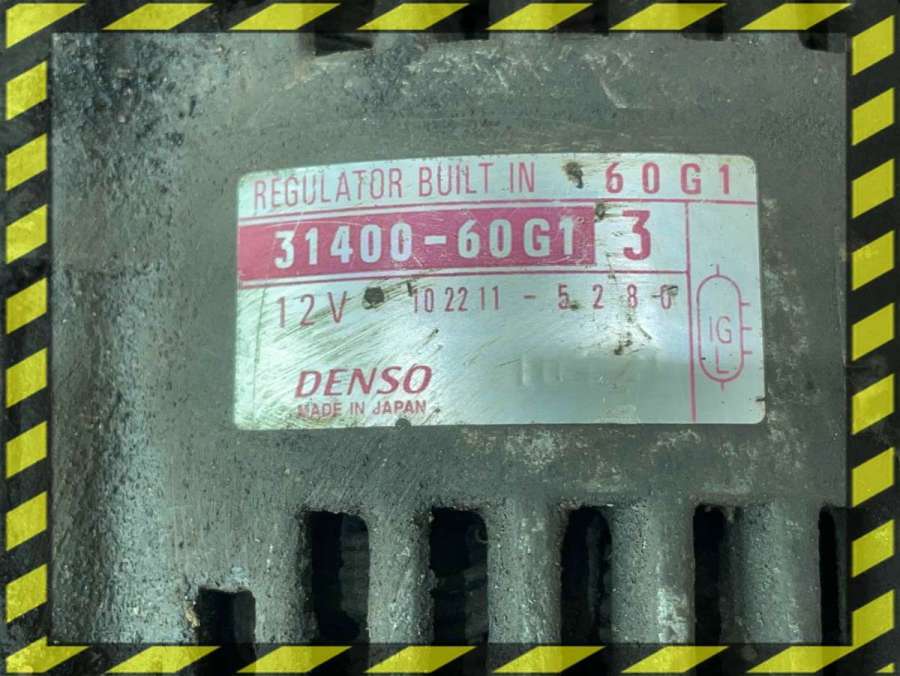 REGULATOR BUILT IN 60G1
31400-60G1 3
12V 102211-5280
IG
L
DENSO
MADE IN JAPAN